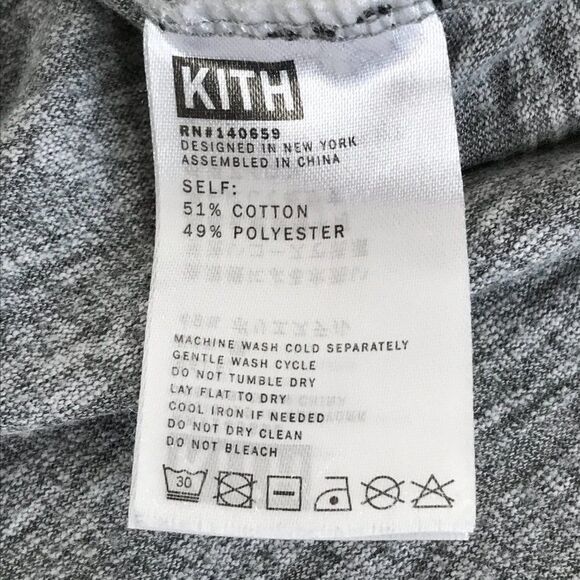 KITH
RN#140659
DESIGNED IN NEW YORK
ASSEMBLED IN CHINA
SELF:
51% COTTON
49% POLYESTER
MACHINE WASH COLD SEPARATELY
GENTLE WASH CYCLE
DO NOT TUMBLE DRY
LAY FLAT TO DRY
COOL IRON IF NEEDED
DO NOT DRY CLEAN
DO NOT BLEACH
30